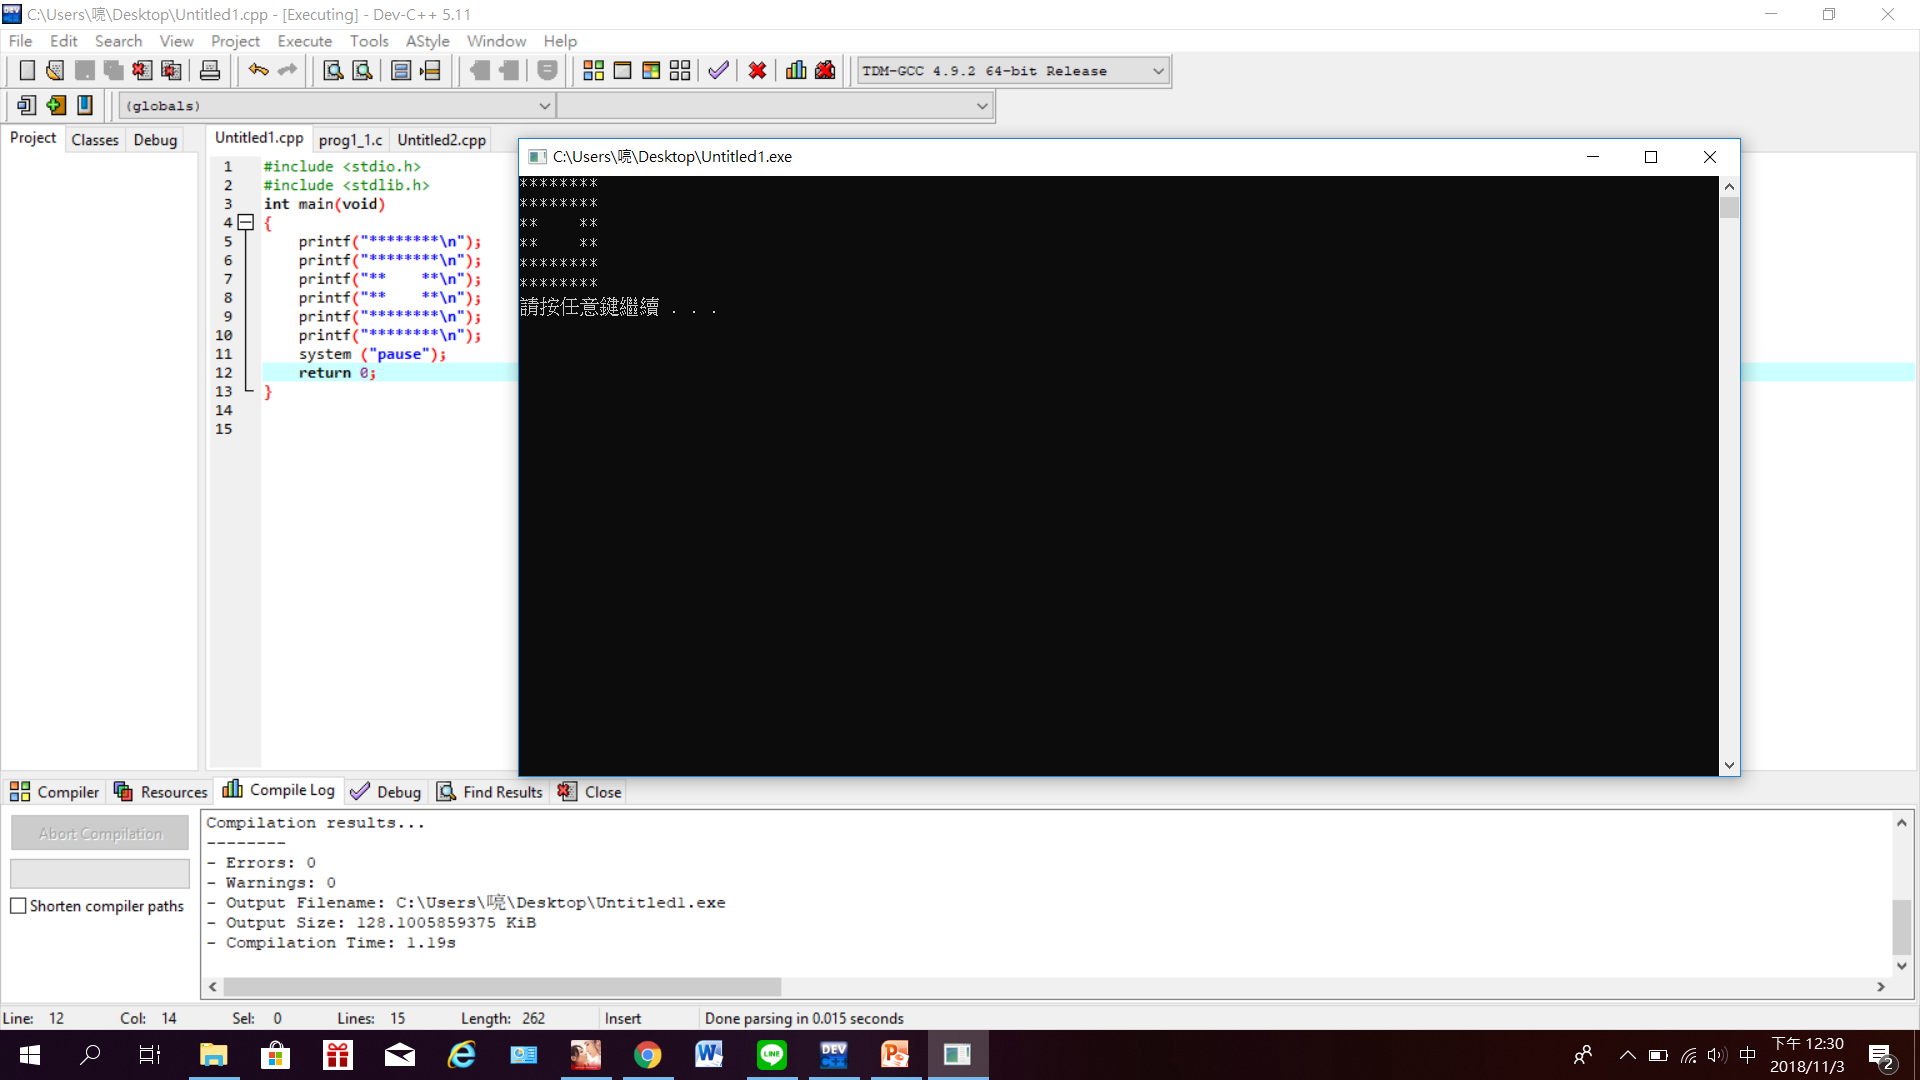 C:\Users\喨\Desktop\Untitled1.cpp - [Executing] - Dev-C++ 5.11
File Edit Search View Project Execute Tools AStyle Window Help
TDM-GCC 4.9.2 64-bit Release
(globals)
Project Classes Debug
Untitled1.cpp prog1_1.c Untitled2.cpp
1 #include <stdio.h>
2 #include <stdlib.h>
3 int main(void)
4 {
5     printf("********\n");
6     printf("********\n");
7     printf("**    **\n");
8     printf("**    **\n");
9     printf("********\n");
10     printf("********\n");
11     system ("pause");
12     return 0;
13 }
14
15
C:\Users\喨\Desktop\Untitled1.exe
********
********
**    **
**    **
********
********
請按任意鍵繼續 . . .
Compiler Resources Compile Log Debug Find Results Close
Abort Compilation
Shorten compiler paths
Compilation results...
--------
- Errors: 0
- Warnings: 0
- Output Filename: C:\Users\喨\Desktop\Untitled1.exe
- Output Size: 128.1005859375 KiB
- Compilation Time: 1.19s
Line: 12 Col: 14 Sel: 0 Lines: 15 Length: 262 Insert Done parsing in 0.015 seconds
LINE
DEV C++
中
下午 12:30
2018/11/3
2